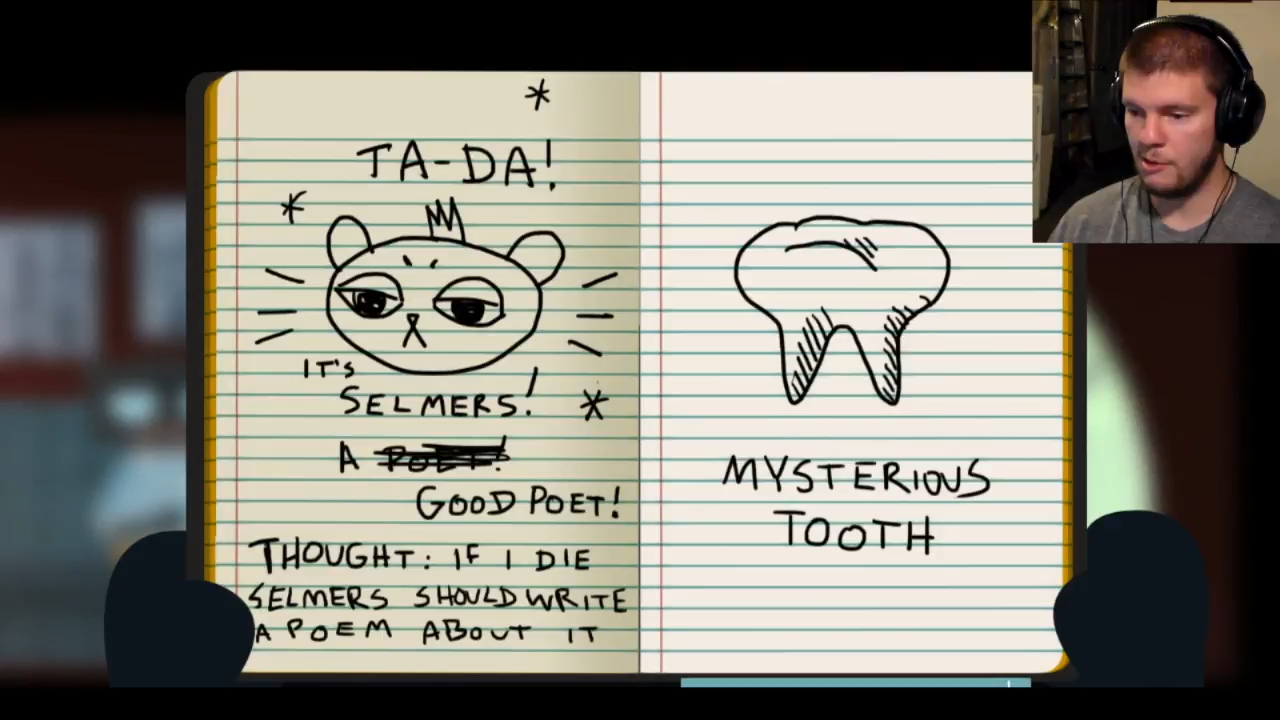 TA-DA!
IT'S
SELMERS!
A POET!
GOOD POET!
THOUGHT: IF I DIE
SELMERS SHOULD WRITE
A POEM ABOUT IT
MYSTERIOUS
TOOTH